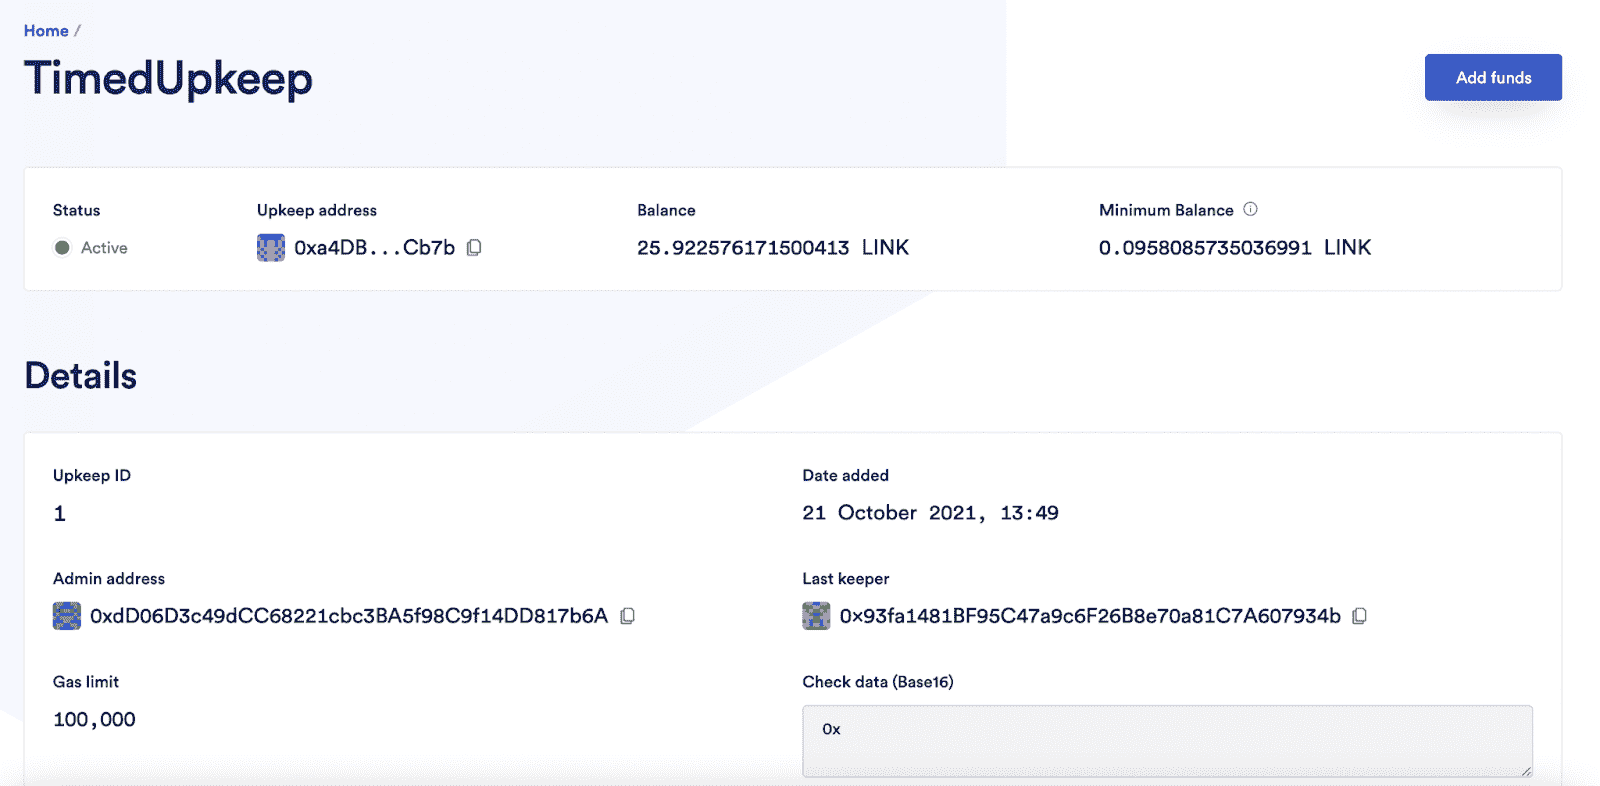 Home /
TimedUpkeep
Add funds
Status
Upkeep address
Balance
Minimum Balance
Active
0xa4DB...Cb7b
25.922576171500413 LINK
0.0958085735036991 LINK
Details
Upkeep ID
Date added
1
21 October 2021, 13:49
Admin address
Last keeper
0xdD06D3c49dCC68221cbc3BA5f98C9f14DD817b6A
0x93fa1481BF95C47a9c6F26B8e70a81C7A607934b
Gas limit
Check data (Base16)
100,000
0x